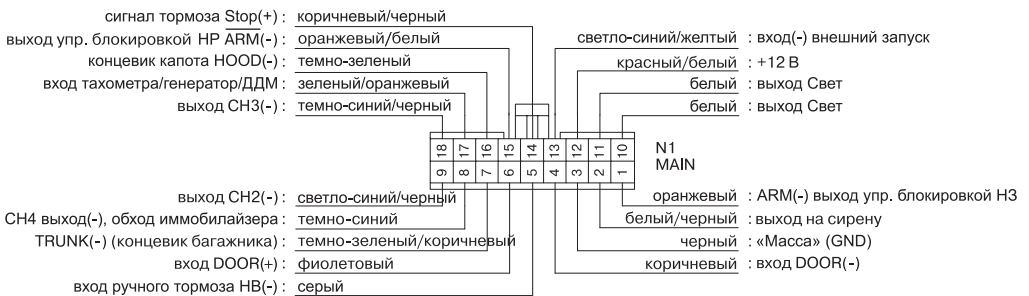 сигнал тормоза Stop(+) : коричневый/черный
выход упр. блокировкой НР ARM(-) : оранжевый/белый
концевик капота HOOD(-) : темно-зеленый
вход тахометра/генератор/ДДМ : зеленый/оранжевый
выход CH3(-) : темно-синий/черный
светло-синий/желтый : вход(-) внешний запуск
красный/белый : +12 В
белый : выход Свет
белый : выход Свет
18 17 16 15 14 13 12 11 10
9 8 7 6 5 4 3 2 1
N1
MAIN
выход CH2(-) : светло-синий/черный
CH4 выход(-), обход иммобилайзера : темно-синий
TRUNK(-) (концевик багажника) : темно-зеленый/коричневый
вход DOOR(+) : фиолетовый
вход ручного тормоза HB(-) : серый
оранжевый : ARM(-) выход упр. блокировкой НЗ
белый/черный : выход на сирену
черный : «Масса» (GND)
коричневый : вход DOOR(-)